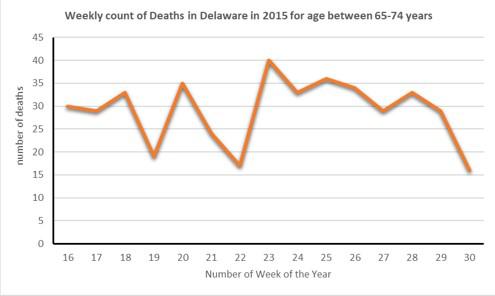 Weekly count of Deaths in Delaware in 2015 for age between 65-74 years
number of deaths
45
40
35
30
25
20
15
10
5
0
16 17 18 19 20 21 22 23 24 25 26 27 28 29 30
Number of Week of the Year